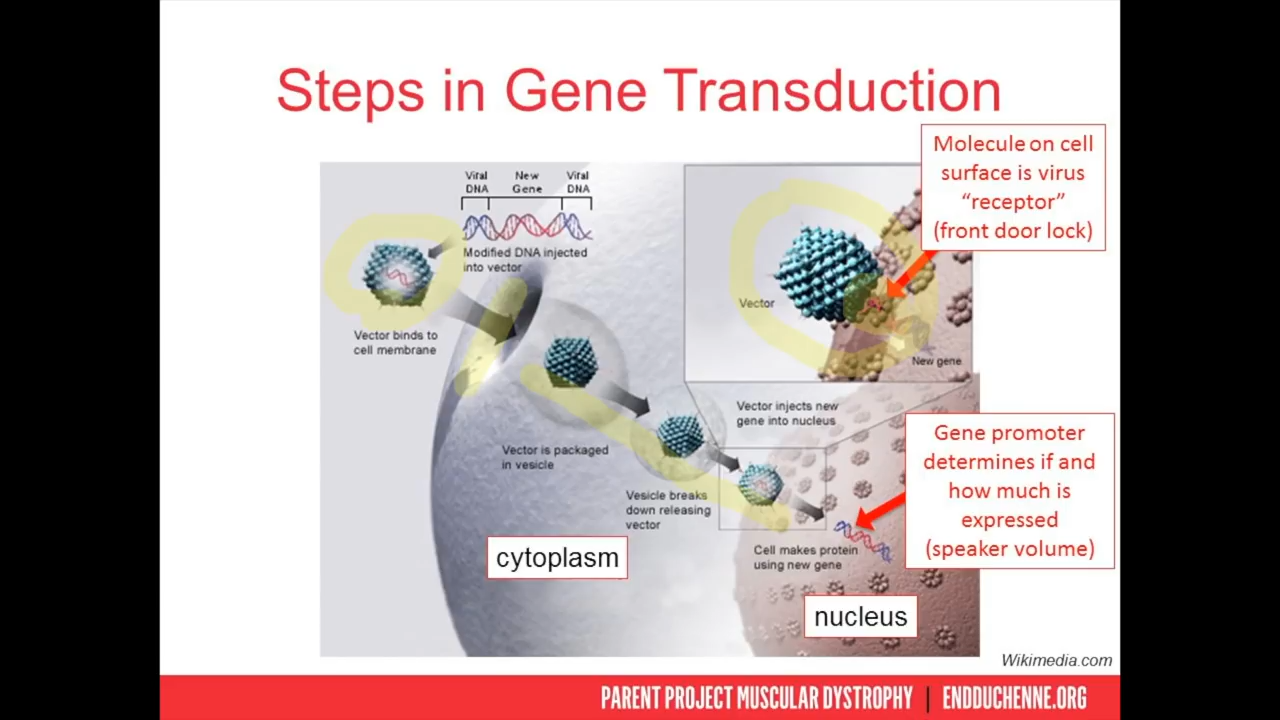 Steps in Gene Transduction
Viral
DNA
New
Gene
Viral
DNA
Modified DNA injected
into vector
Vector binds to
cell membrane
Vector is packaged
in vesicle
Vesicle breaks
down releasing
vector
cytoplasm
Vector
New gene
Molecule on cell
surface is virus
“receptor”
(front door lock)
Vector injects new
gene into nucleus
Gene promoter
determines if and
how much is
expressed
(speaker volume)
Cell makes protein
using new gene
nucleus
Wikimedia.com
PARENT PROJECT MUSCULAR DYSTROPHY | ENDDUCHENNE.ORG